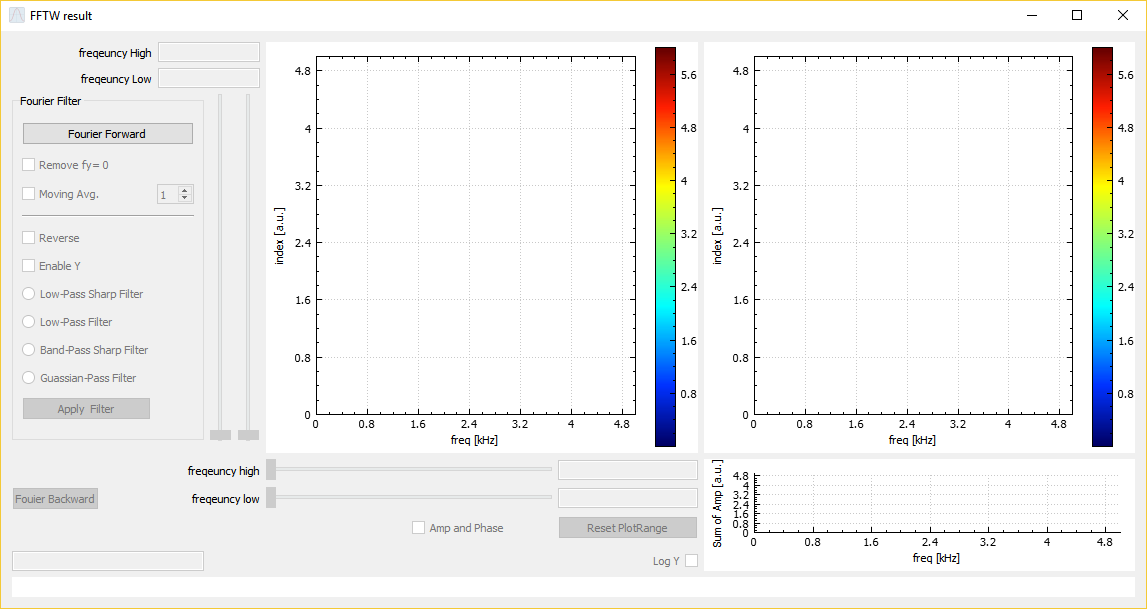 FFTW result
freqeuncy High
freqeuncy Low
Fourier Filter
Fourier Forward
Remove fy= 0
Moving Avg. 1
Reverse
Enable Y
Low-Pass Sharp Filter
Low-Pass Filter
Band-Pass Sharp Filter
Guassian-Pass Filter
Apply Filter
index [a.u.]
4.8
4
3.2
2.4
1.6
0.8
0
0 0.8 1.6 2.4 3.2 4 4.8
freq [kHz]
5.6
4.8
4
3.2
2.4
1.6
0.8
index [a.u.]
4.8
4
3.2
2.4
1.6
0.8
0
0 0.8 1.6 2.4 3.2 4 4.8
freq [kHz]
5.6
4.8
4
3.2
2.4
1.6
0.8
freqeuncy high
freqeuncy low
Fouier Backward
Amp and Phase
Reset PlotRange
Log Y
Sum of Amp [a.u.]
4.8
4
3.2
2.4
1.6
0.8
0
0 0.8 1.6 2.4 3.2 4 4.8
freq [kHz]